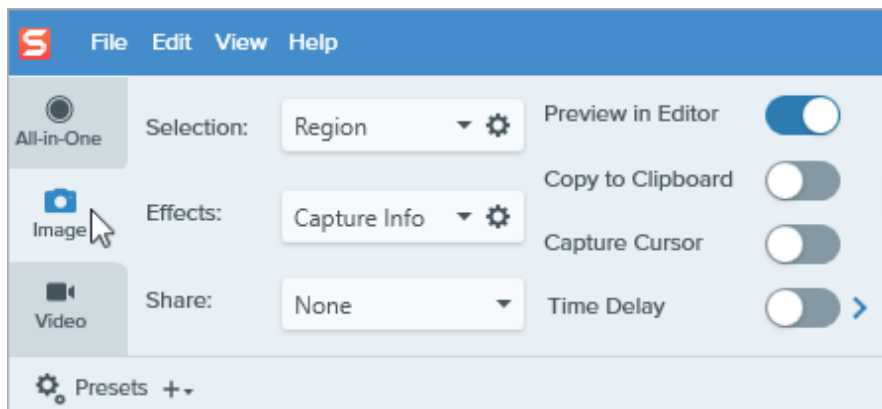 File Edit View Help
All-in-One
Image
Video
Selection: Region
Effects: Capture Info
Share: None
Preview in Editor
Copy to Clipboard
Capture Cursor
Time Delay
Presets